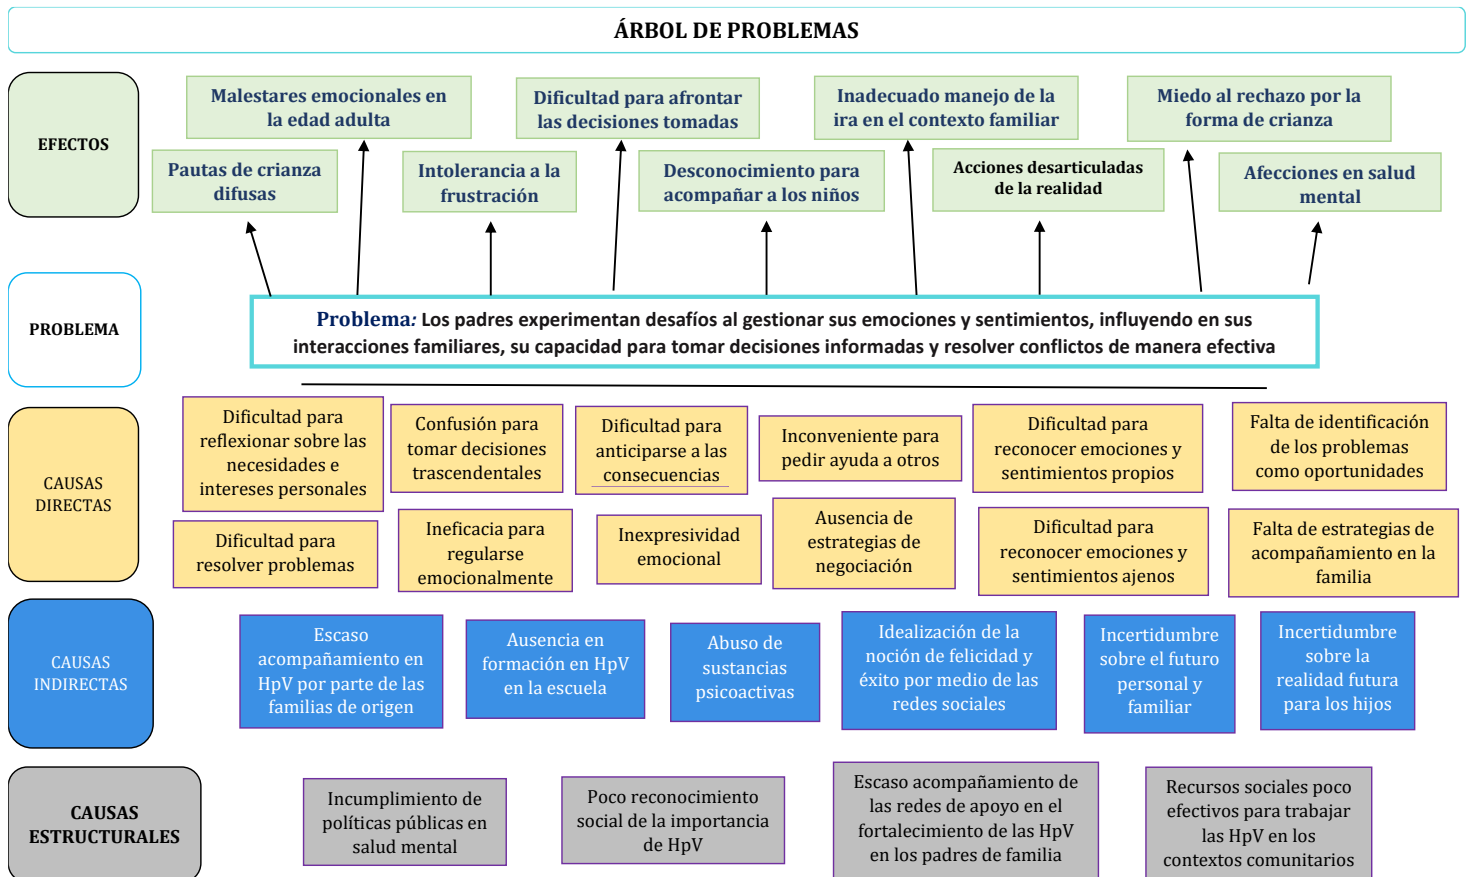 ÁRBOL DE PROBLEMAS
EFECTOS
Malestares emocionales en
la edad adulta
Dificultad para afrontar
las decisiones tomadas
Inadecuado manejo de la
ira en el contexto familiar
Miedo al rechazo por la
forma de crianza
Pautas de crianza
difusas
Intolerancia a la
frustración
Desconocimiento para
acompañar a los niños
Acciones desarticuladas
de la realidad
Afecciones en salud
mental
PROBLEMA
Problema: Los padres experimentan desafíos al gestionar sus emociones y sentimientos, influyendo en sus
interacciones familiares, su capacidad para tomar decisiones informadas y resolver conflictos de manera efectiva
CAUSAS
DIRECTAS
Dificultad para
reflexionar sobre las
necesidades e
intereses personales
Confusión para
tomar decisiones
trascendentales
Dificultad para
anticiparse a las
consecuencias
Inconveniente para
pedir ayuda a otros
Dificultad para
reconocer emociones y
sentimientos propios
Falta de identificación
de los problemas
como oportunidades
Dificultad para
resolver problemas
Ineficacia para
regularse
emocionalmente
Inexpresividad
emocional
Ausencia de
estrategias de
negociación
Dificultad para
reconocer emociones y
sentimientos ajenos
Falta de estrategias de
acompañamiento en la
familia
CAUSAS
INDIRECTAS
Escaso
acompañamiento en
HpV por parte de las
familias de origen
Ausencia en
formación en HpV
en la escuela
Abuso de
sustancias
psicoactivas
Idealización de la
noción de felicidad y
éxito por medio de las
redes sociales
Incertidumbre
sobre el futuro
personal y
familiar
Incertidumbre
sobre la
realidad futura
para los hijos
CAUSAS
ESTRUCTURALES
Incumplimiento de
políticas públicas en
salud mental
Poco reconocimiento
social de la importancia
de HpV
Escaso acompañamiento de
las redes de apoyo en el
fortalecimiento de las HpV
en los padres de familia
Recursos sociales poco
efectivos para trabajar
las HpV en los
contextos comunitarios